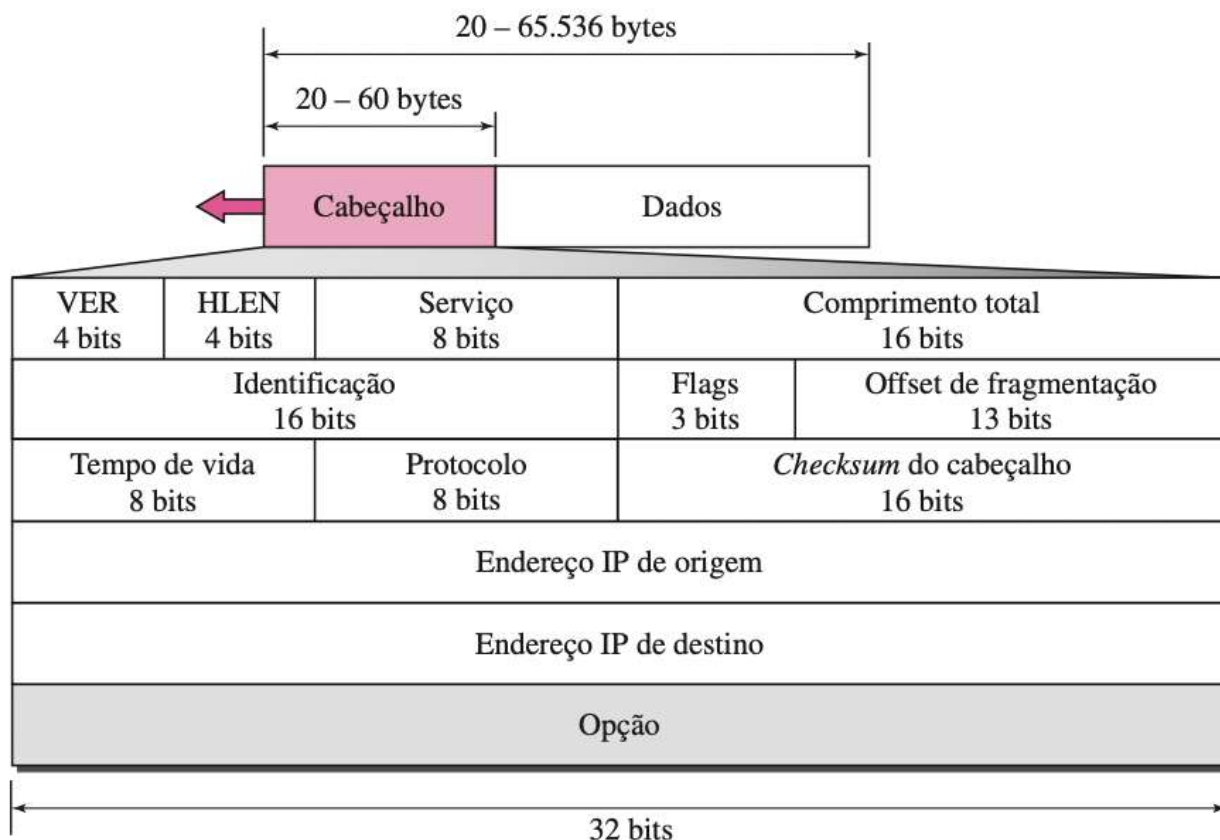 20 – 65.536 bytes
20 – 60 bytes
Cabeçalho
Dados
VER
4 bits
HLEN
4 bits
Serviço
8 bits
Comprimento total
16 bits
Identificação
16 bits
Flags
3 bits
Offset de fragmentação
13 bits
Tempo de vida
8 bits
Protocolo
8 bits
Checksum do cabeçalho
16 bits
Endereço IP de origem
Endereço IP de destino
Opção
32 bits